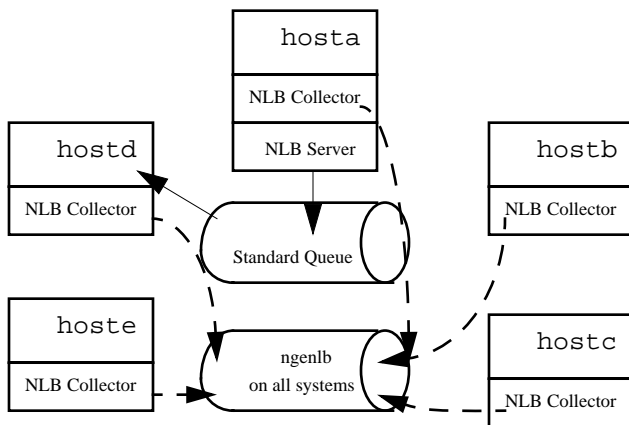 hosta
NLB Collector
NLB Server
hostd
NLB Collector
hostb
NLB Collector
Standard Queue
hoste
NLB Collector
ngenlb
on all systems
hostc
NLB Collector